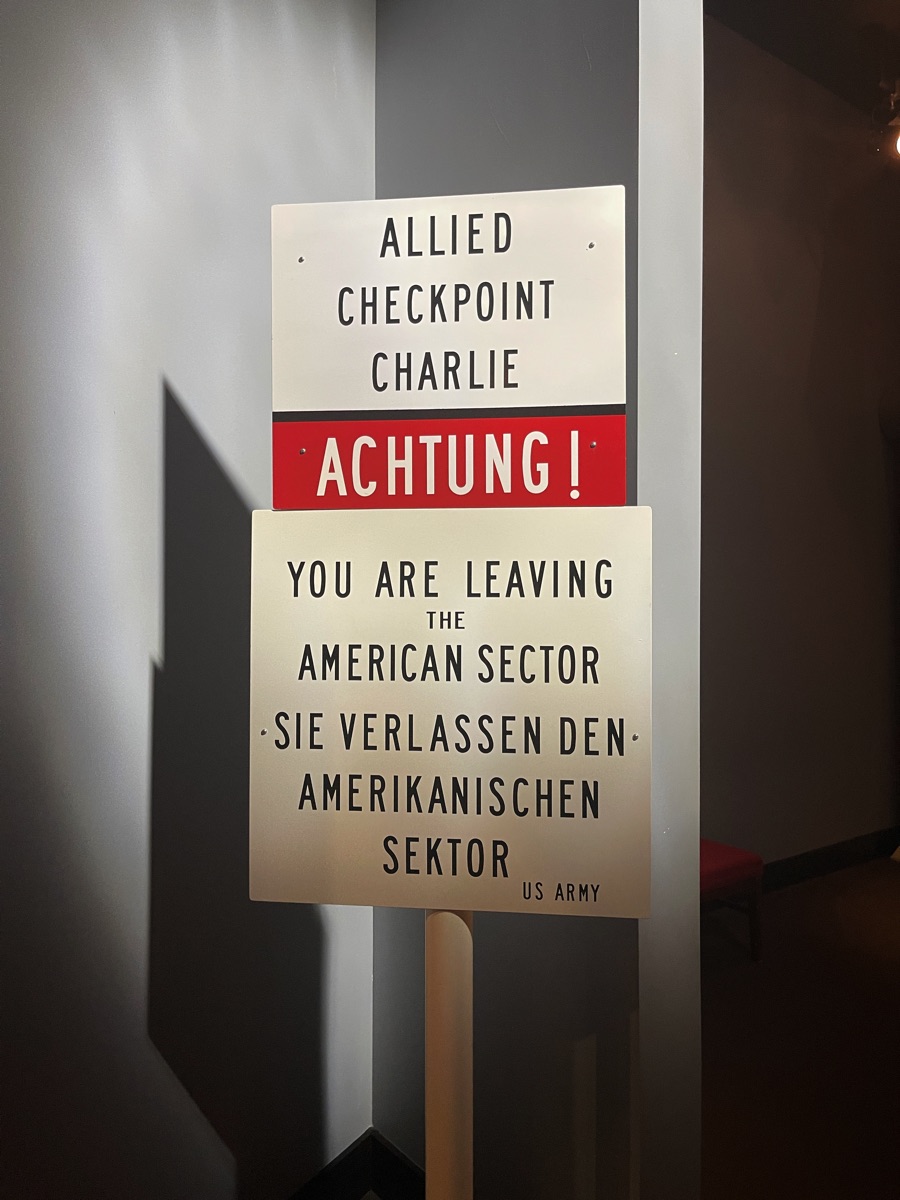 ALLIED
CHECKPOINT
CHARLIE
ACHTUNG!
YOU ARE LEAVING
THE
AMERICAN SECTOR
SIE VERLASSEN DEN
AMERIKANISCHEN
SEKTOR
US ARMY